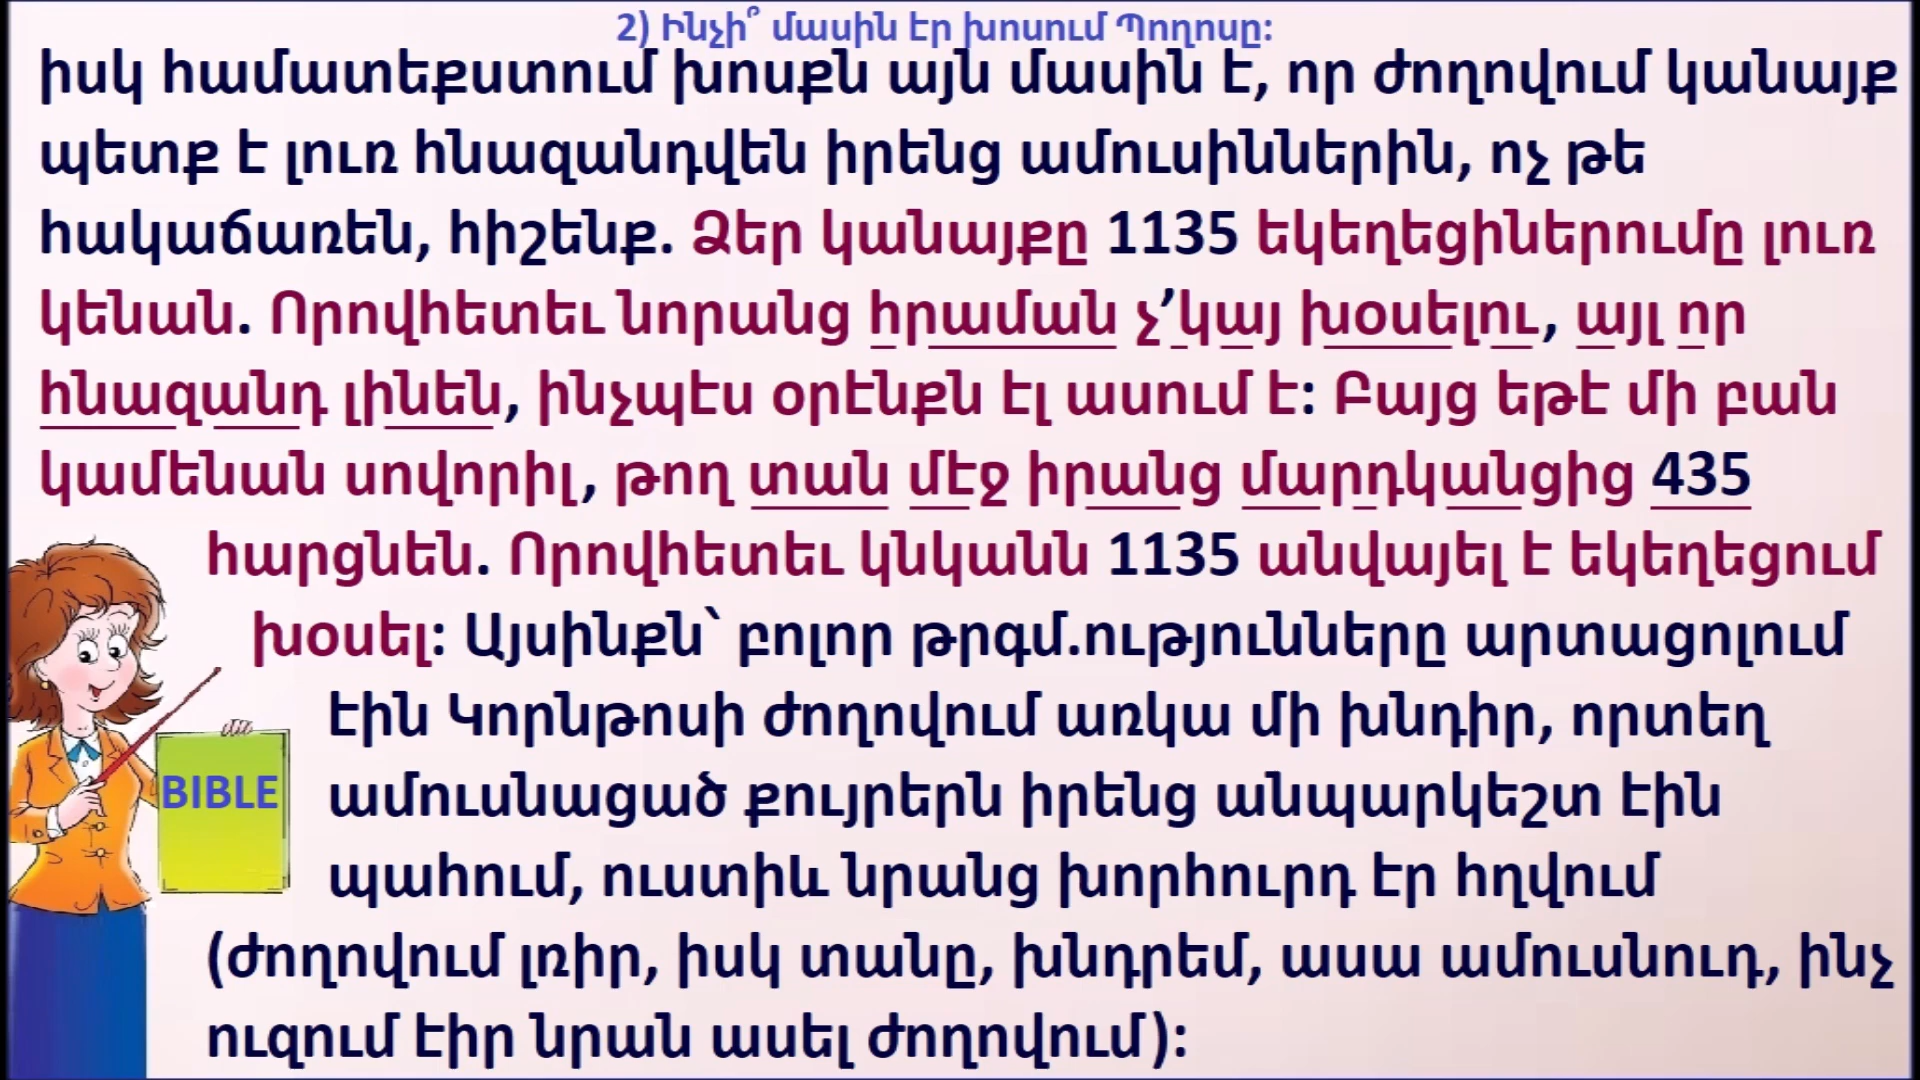 2) Ինչի՞ մասին էր խոսում Պողոսը:
իսկ համատեքստում խոսքն այն մասին է, որ ժողովում կանայք
պետք է լուռ հնազանդվեն իրենց ամուսիններին, ոչ թե
հակաճառեն, հիշենք. Ձեր կանայքը 1135 եկեղեցիներումը լուռ
կենան. Որովհետեւ նորանց հրաման չ’կայ խօսելու, այլ որ
հնազանդ լինեն, ինչպէս օրէնքն էլ ասում է: Բայց եթէ մի բան
կամենան սովորիլ, թող տան մէջ իրանց մարդկանցից 435
հարցնեն. Որովհետեւ կնկանն 1135 անվայել է եկեղեցում
խօսել: Այսինքն՝ բոլոր թրգմ.ությունները արտացոլում
էին Կորնթոսի ժողովում առկա մի խնդիր, որտեղ
ամուսնացած քույրերն իրենց անպարկեշտ էին
BIBLE
պահում, ուստիև նրանց խորհուրդ էր հղվում
(ժողովում լռիր, իսկ տանը, խնդրեմ, ասա ամուսնուդ, ինչ
ուզում էիր նրան ասել ժողովում):